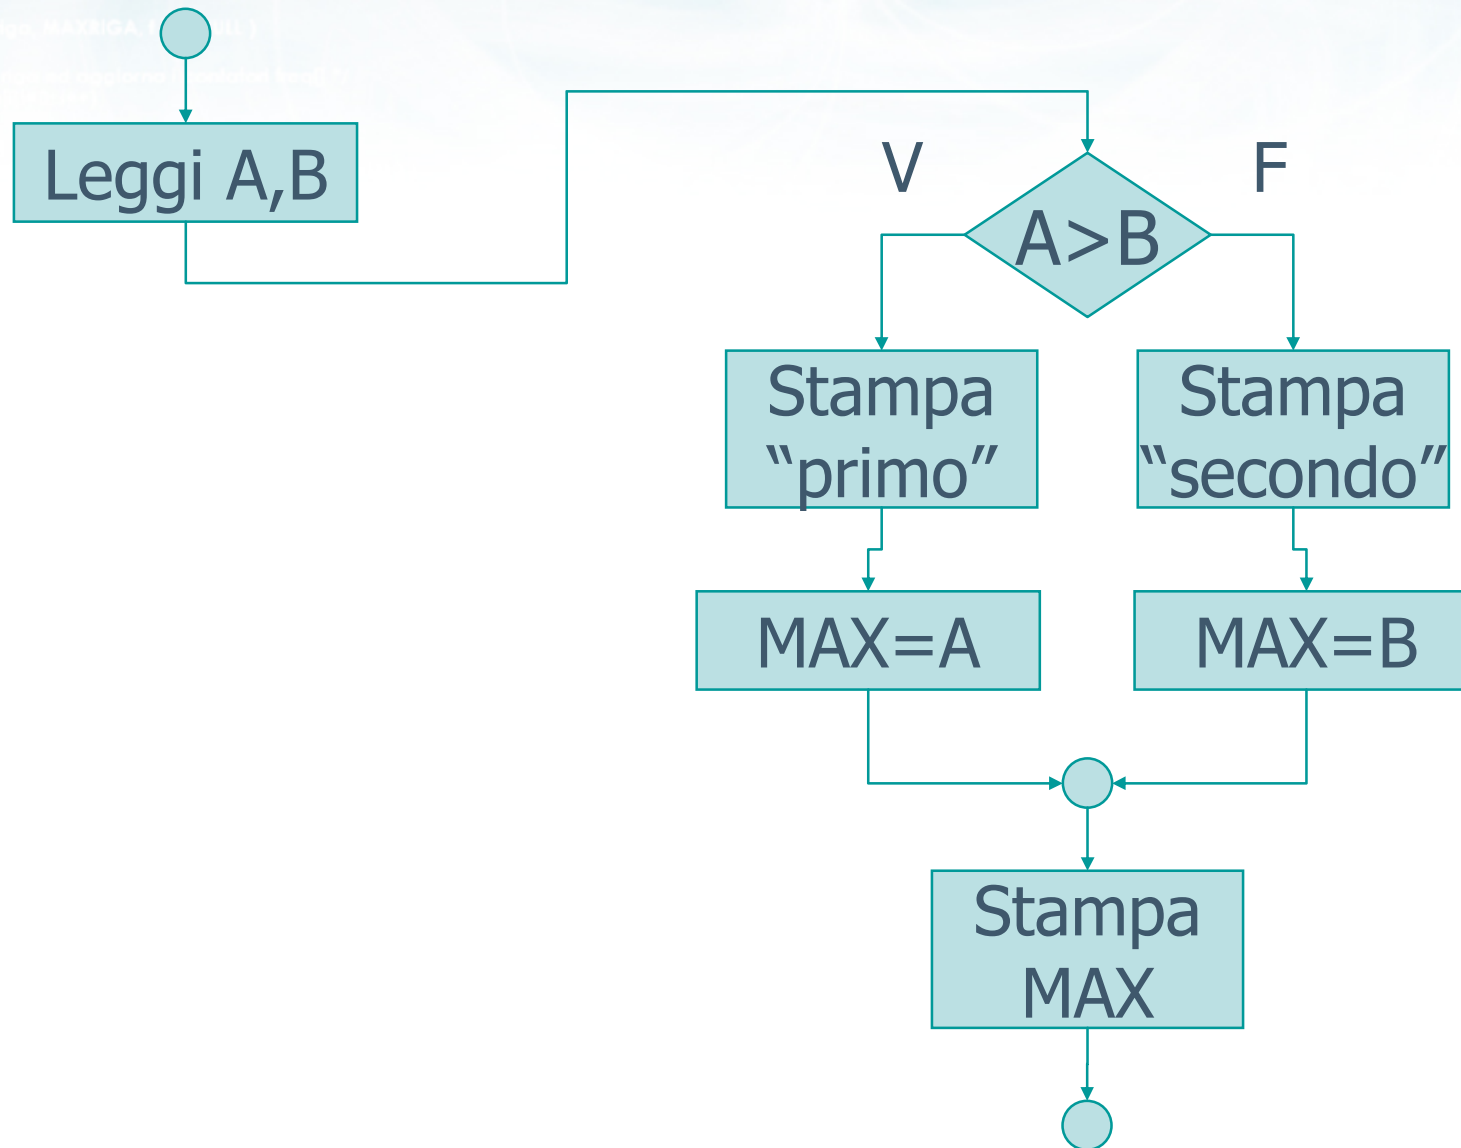 Leggi A,B
V
F
A>B
Stampa
“primo”
Stampa
“secondo”
MAX=A
MAX=B
Stampa
MAX